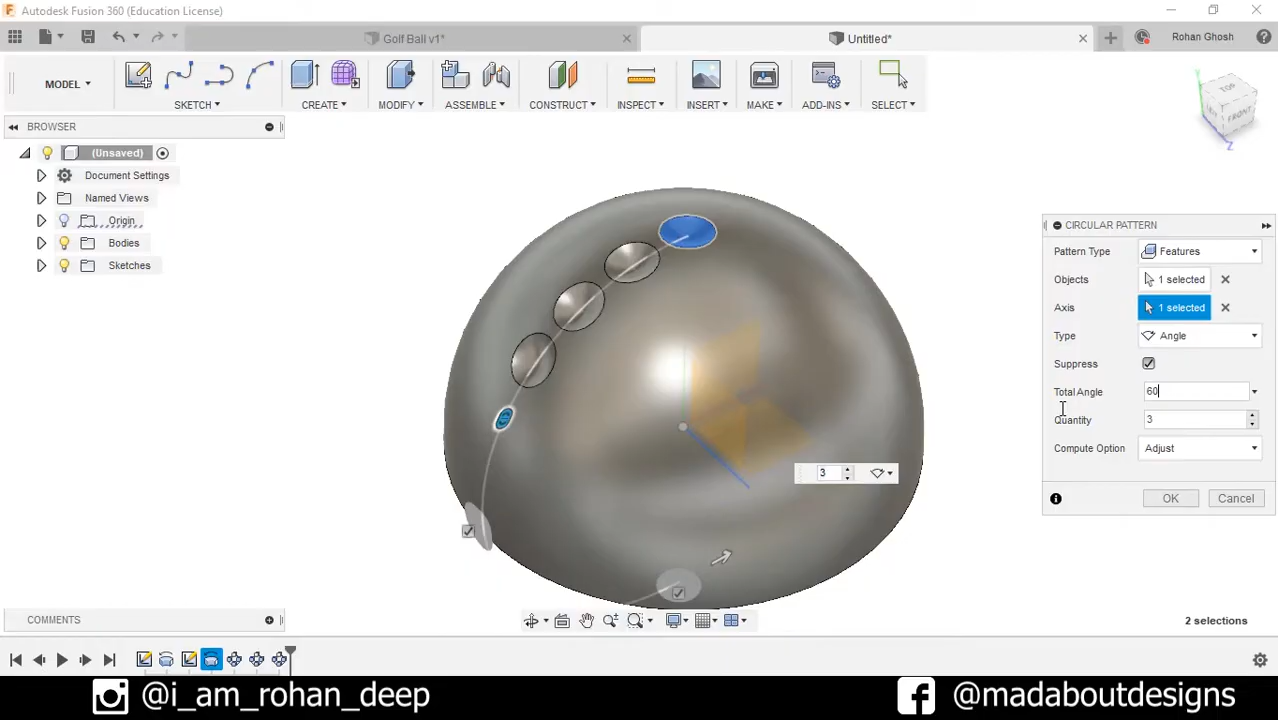 Autodesk Fusion 360 (Education License)
Golf Ball v1*
Untitled*
Rohan Ghosh
MODEL
SKETCH
CREATE
MODIFY
ASSEMBLE
CONSTRUCT
INSPECT
INSERT
MAKE
ADD-INS
SELECT
TOP
FRONT
Z
BROWSER
(Unsaved)
Document Settings
Named Views
Origin
Bodies
Sketches
CIRCULAR PATTERN
Pattern Type Features
Objects 1 selected
Axis 1 selected
Type Angle
Suppress
Total Angle 60
Quantity 3
Compute Option Adjust
OK Cancel
3
COMMENTS
2 selections
@i_am_rohan_deep
@madaboutdesigns